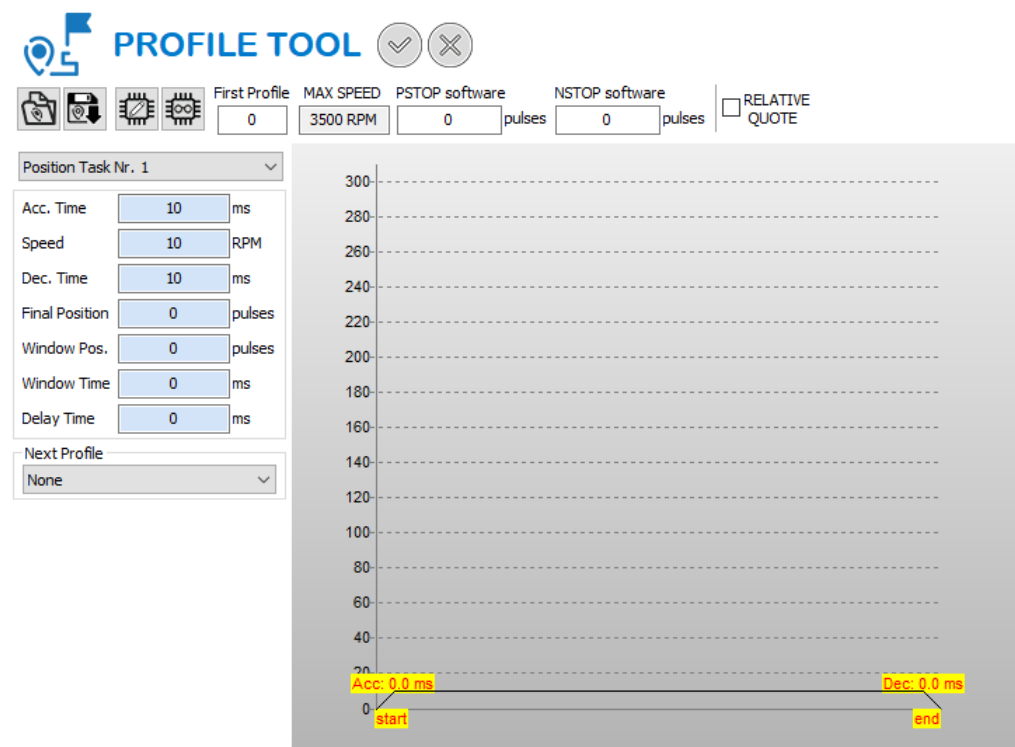 PROFILE TOOL
First Profile MAX SPEED PSTOP software NSTOP software
RELATIVE
QUOTE
0 3500 RPM 0 pulses 0 pulses
Position Task Nr. 1
Acc. Time 10 ms
Speed 10 RPM
Dec. Time 10 ms
Final Position 0 pulses
Window Pos. 0 pulses
Window Time 0 ms
Delay Time 0 ms
Next Profile
None
300
280
260
240
220
200
180
160
140
120
100
80
60
40
20
Acc: 0.0 ms Dec: 0.0 ms
0
start end